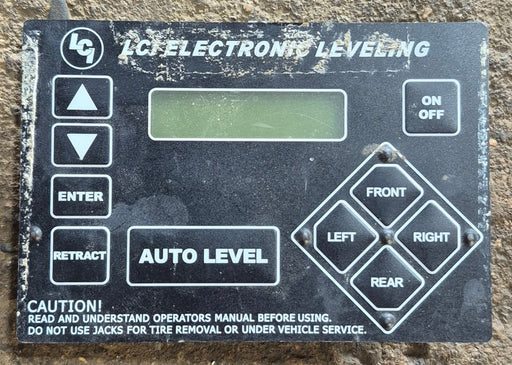 LCI LCI ELECTRONIC LEVELING
ON
OFF
ENTER
FRONT
LEFT RIGHT
RETRACT
AUTO LEVEL
REAR
CAUTION!
READ AND UNDERSTAND OPERATORS MANUAL BEFORE USING.
DO NOT USE JACKS FOR TIRE REMOVAL OR UNDER VEHICLE SERVICE.